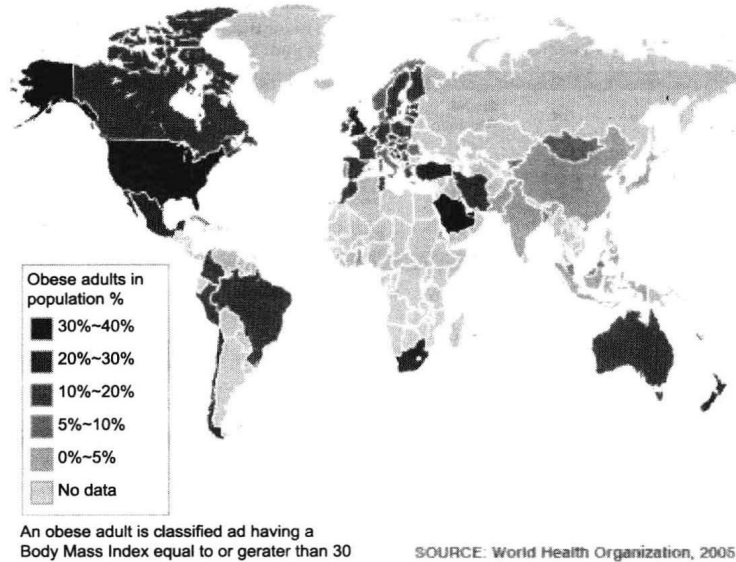 Obese adults in
population %
30%~40%
20%~30%
10%~20%
5%~10%
0%~5%
No data
An obese adult is classified ad having a
Body Mass Index equal to or gerater than 30
SOURCE: World Health Organization, 2005